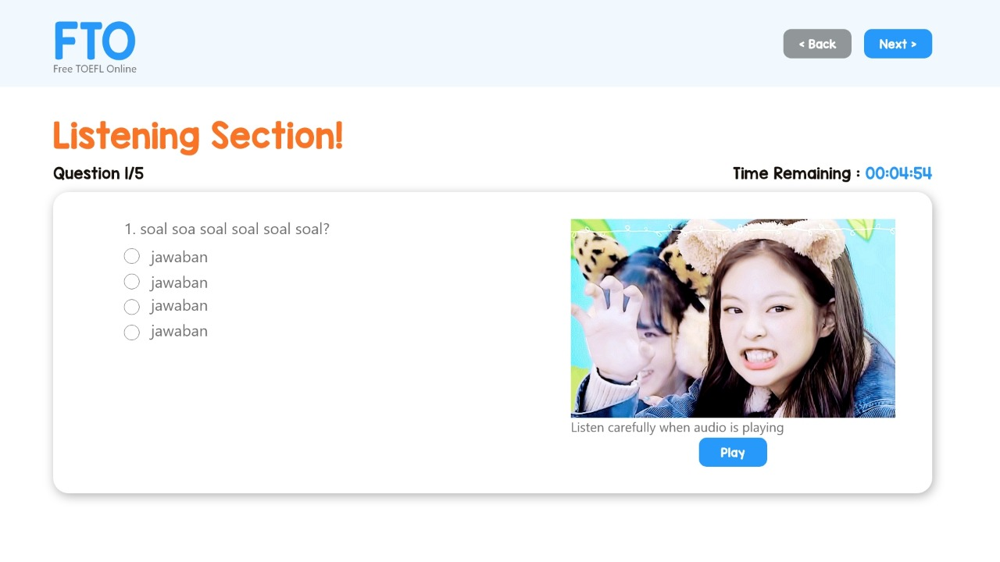 FTO
Free TOEFL Online
< Back
Next >
Listening Section!
Question 1/5
Time Remaining : 00:04:54
1. soal soa soal soal soal soal?
jawaban
jawaban
jawaban
jawaban
Listen carefully when audio is playing
Play